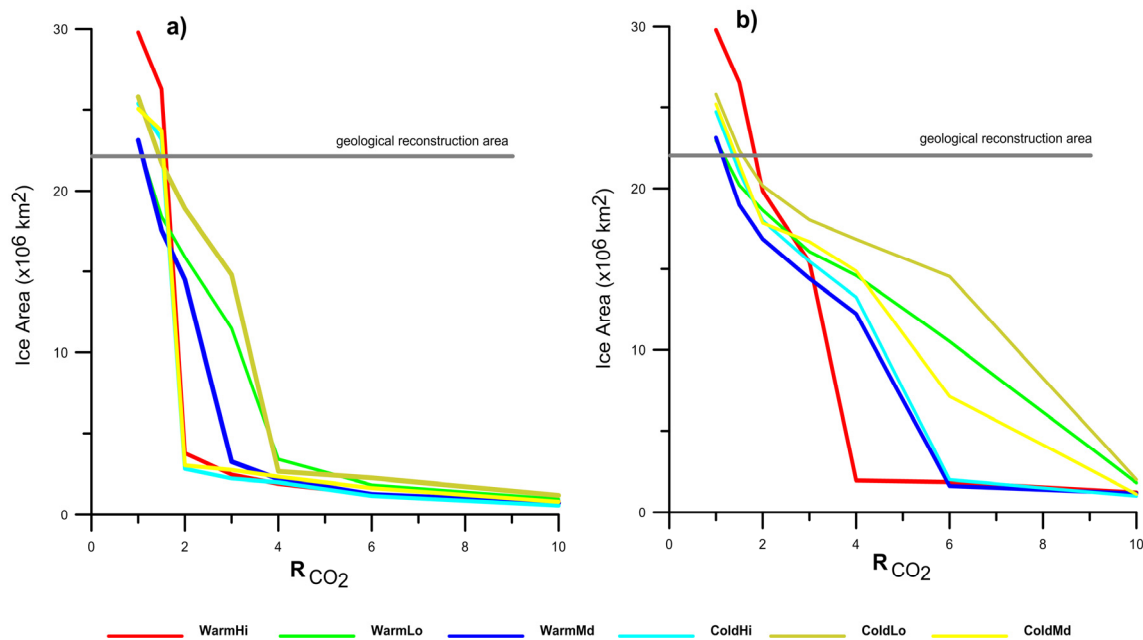 a)
30
20
10
0
Ice Area (x10⁶ km2)
geological reconstruction area
0 2 4 6 8 10
R CO2
b)
30
20
10
0
Ice Area (x10⁶ km2)
geological reconstruction area
0 2 4 6 8 10
R CO2
WarmHi WarmLo WarmMd ColdHi ColdLo ColdMd